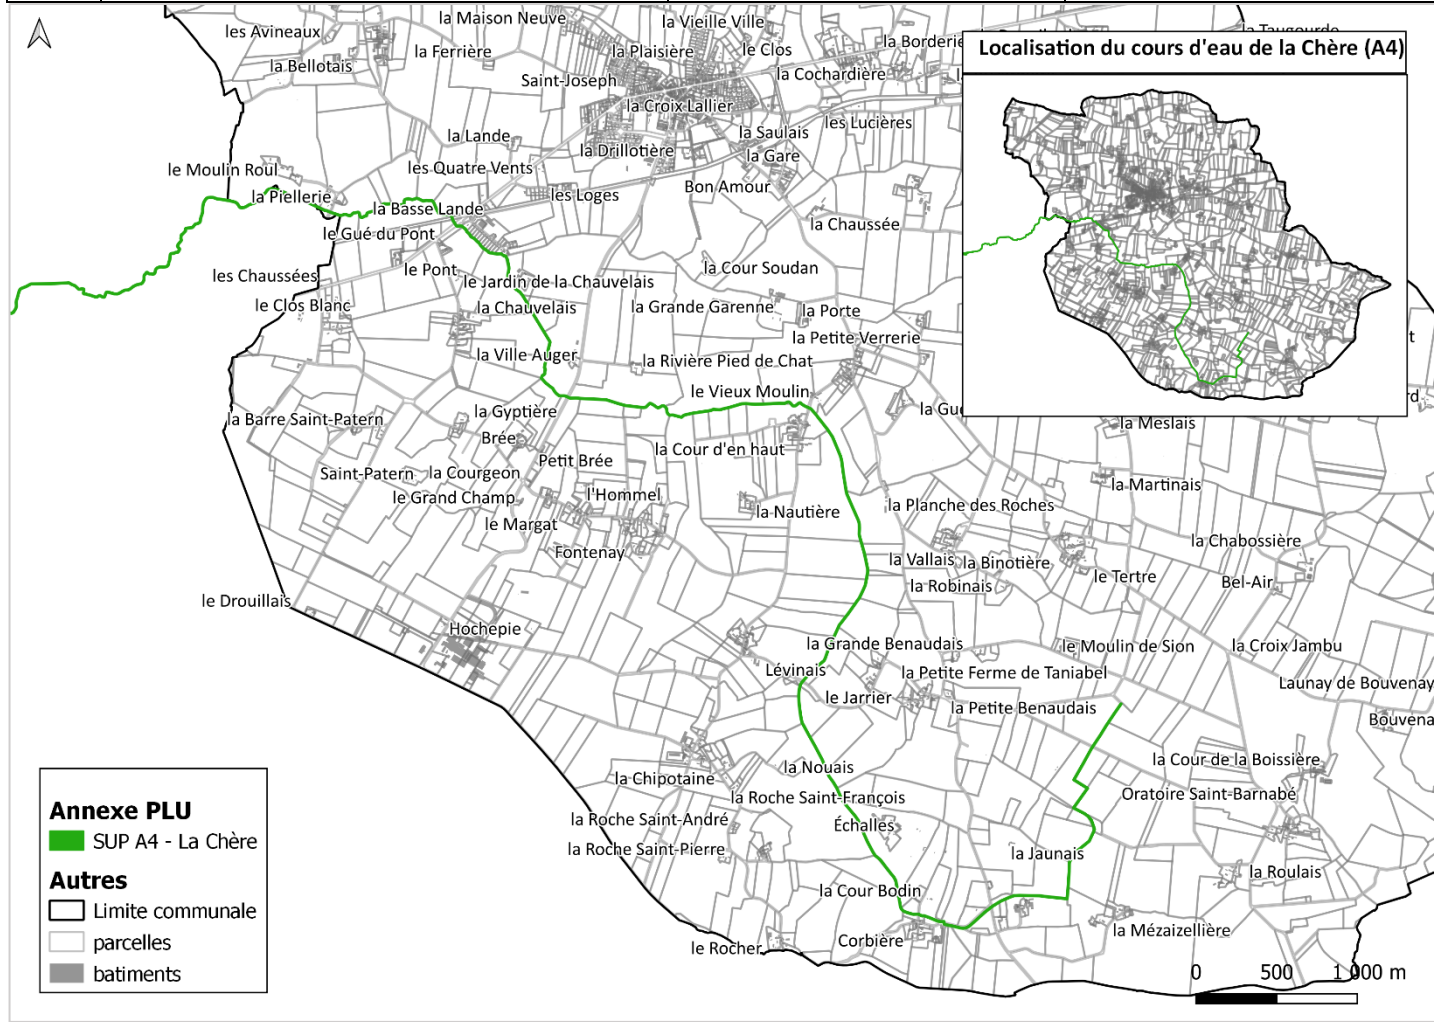 la Maison Neuve
la Vieille Ville
les Avineaux
la Taugourde
la Ferrière
la Plaisière
le Clos
la Borderie
Localisation du cours d'eau de la Chère (A4)
la Bellotais
Saint-Joseph
la Cochardière
la Croix Lallier
les Lucières
la Lande
la Saulais
la Drillotière
la Gare
le Moulin Roul
les Quatre Vents
Bon Amour
la Piellerie
les Loges
la Basse Lande
la Chaussée
le Gué du Pont
les Chaussées
le Pont
la Cour Soudan
le Jardin de la Chauvelais
le Clos Blanc
la Chauvelais
la Grande Garenne
la Porte
la Petite Verrerie
la Ville Auger
la Rivière Pied de Chat
le Vieux Moulin
la Gyptière
la Gue
la Barre Saint-Patern
la Meslais
Brée
la Cour d'en haut
Petit Brée
Saint-Patern
la Courgeon
la Martinais
le Grand Champ
l'Hommel
la Nautière
la Planche des Roches
le Margat
la Chabossière
Fontenay
la Vallais
la Binotière
le Tertre
Bel-Air
la Robinais
le Drouillais
Hochepie
la Grande Benaudais
le Moulin de Sion
la Croix Jambu
Lévinais
la Petite Ferme de Taniabel
Launay de Bouvenay
le Jarrier
la Petite Benaudais
Bouvena
la Nouais
la Cour de la Boissière
la Chipotaine
la Roche Saint-François
Oratoire Saint-Barnabé
la Roche Saint-André
Échalles
la Roche Saint-Pierre
la Jaunais
la Roulais
la Cour Bodin
la Mézaizellière
le Rocher
Corbière
Annexe PLU
SUP A4 - La Chère
Autres
Limite communale
parcelles
batiments
0 500 1 000 m